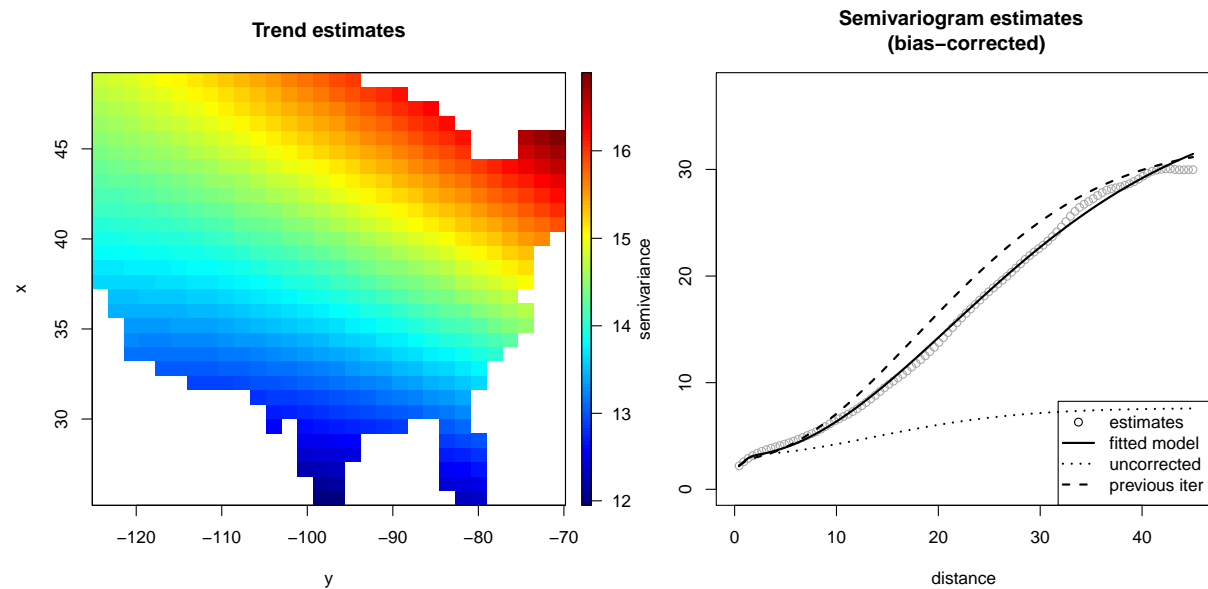 Trend estimates
x
45
40
35
30
−120
−110
−100
−90
−80
−70
y
16
15
14
13
12
Semivariogram estimates
(bias−corrected)
semivariance
30
20
10
0
0
10
20
30
40
distance
estimates
fitted model
uncorrected
previous iter